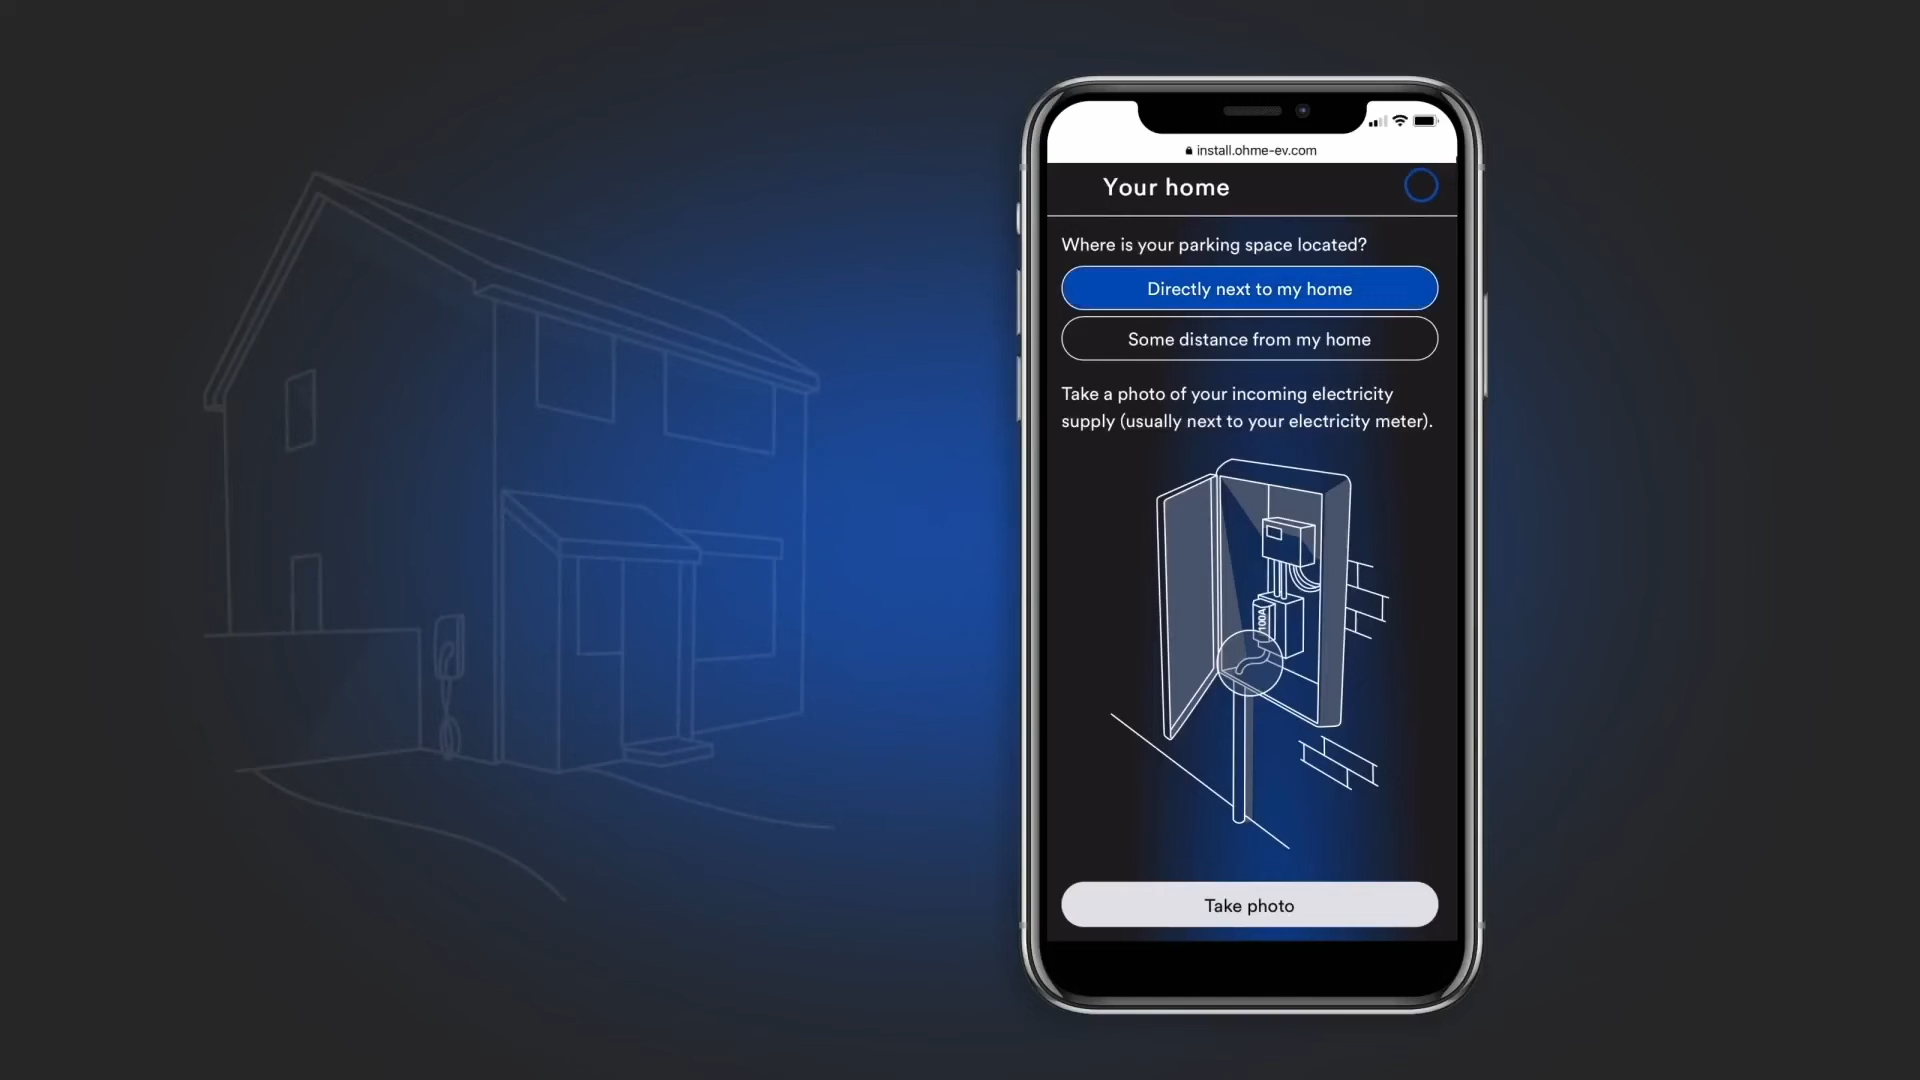 install.ohme-ev.com
Your home
Where is your parking space located?
Directly next to my home
Some distance from my home
Take a photo of your incoming electricity
supply (usually next to your electricity meter).
100A
Take photo